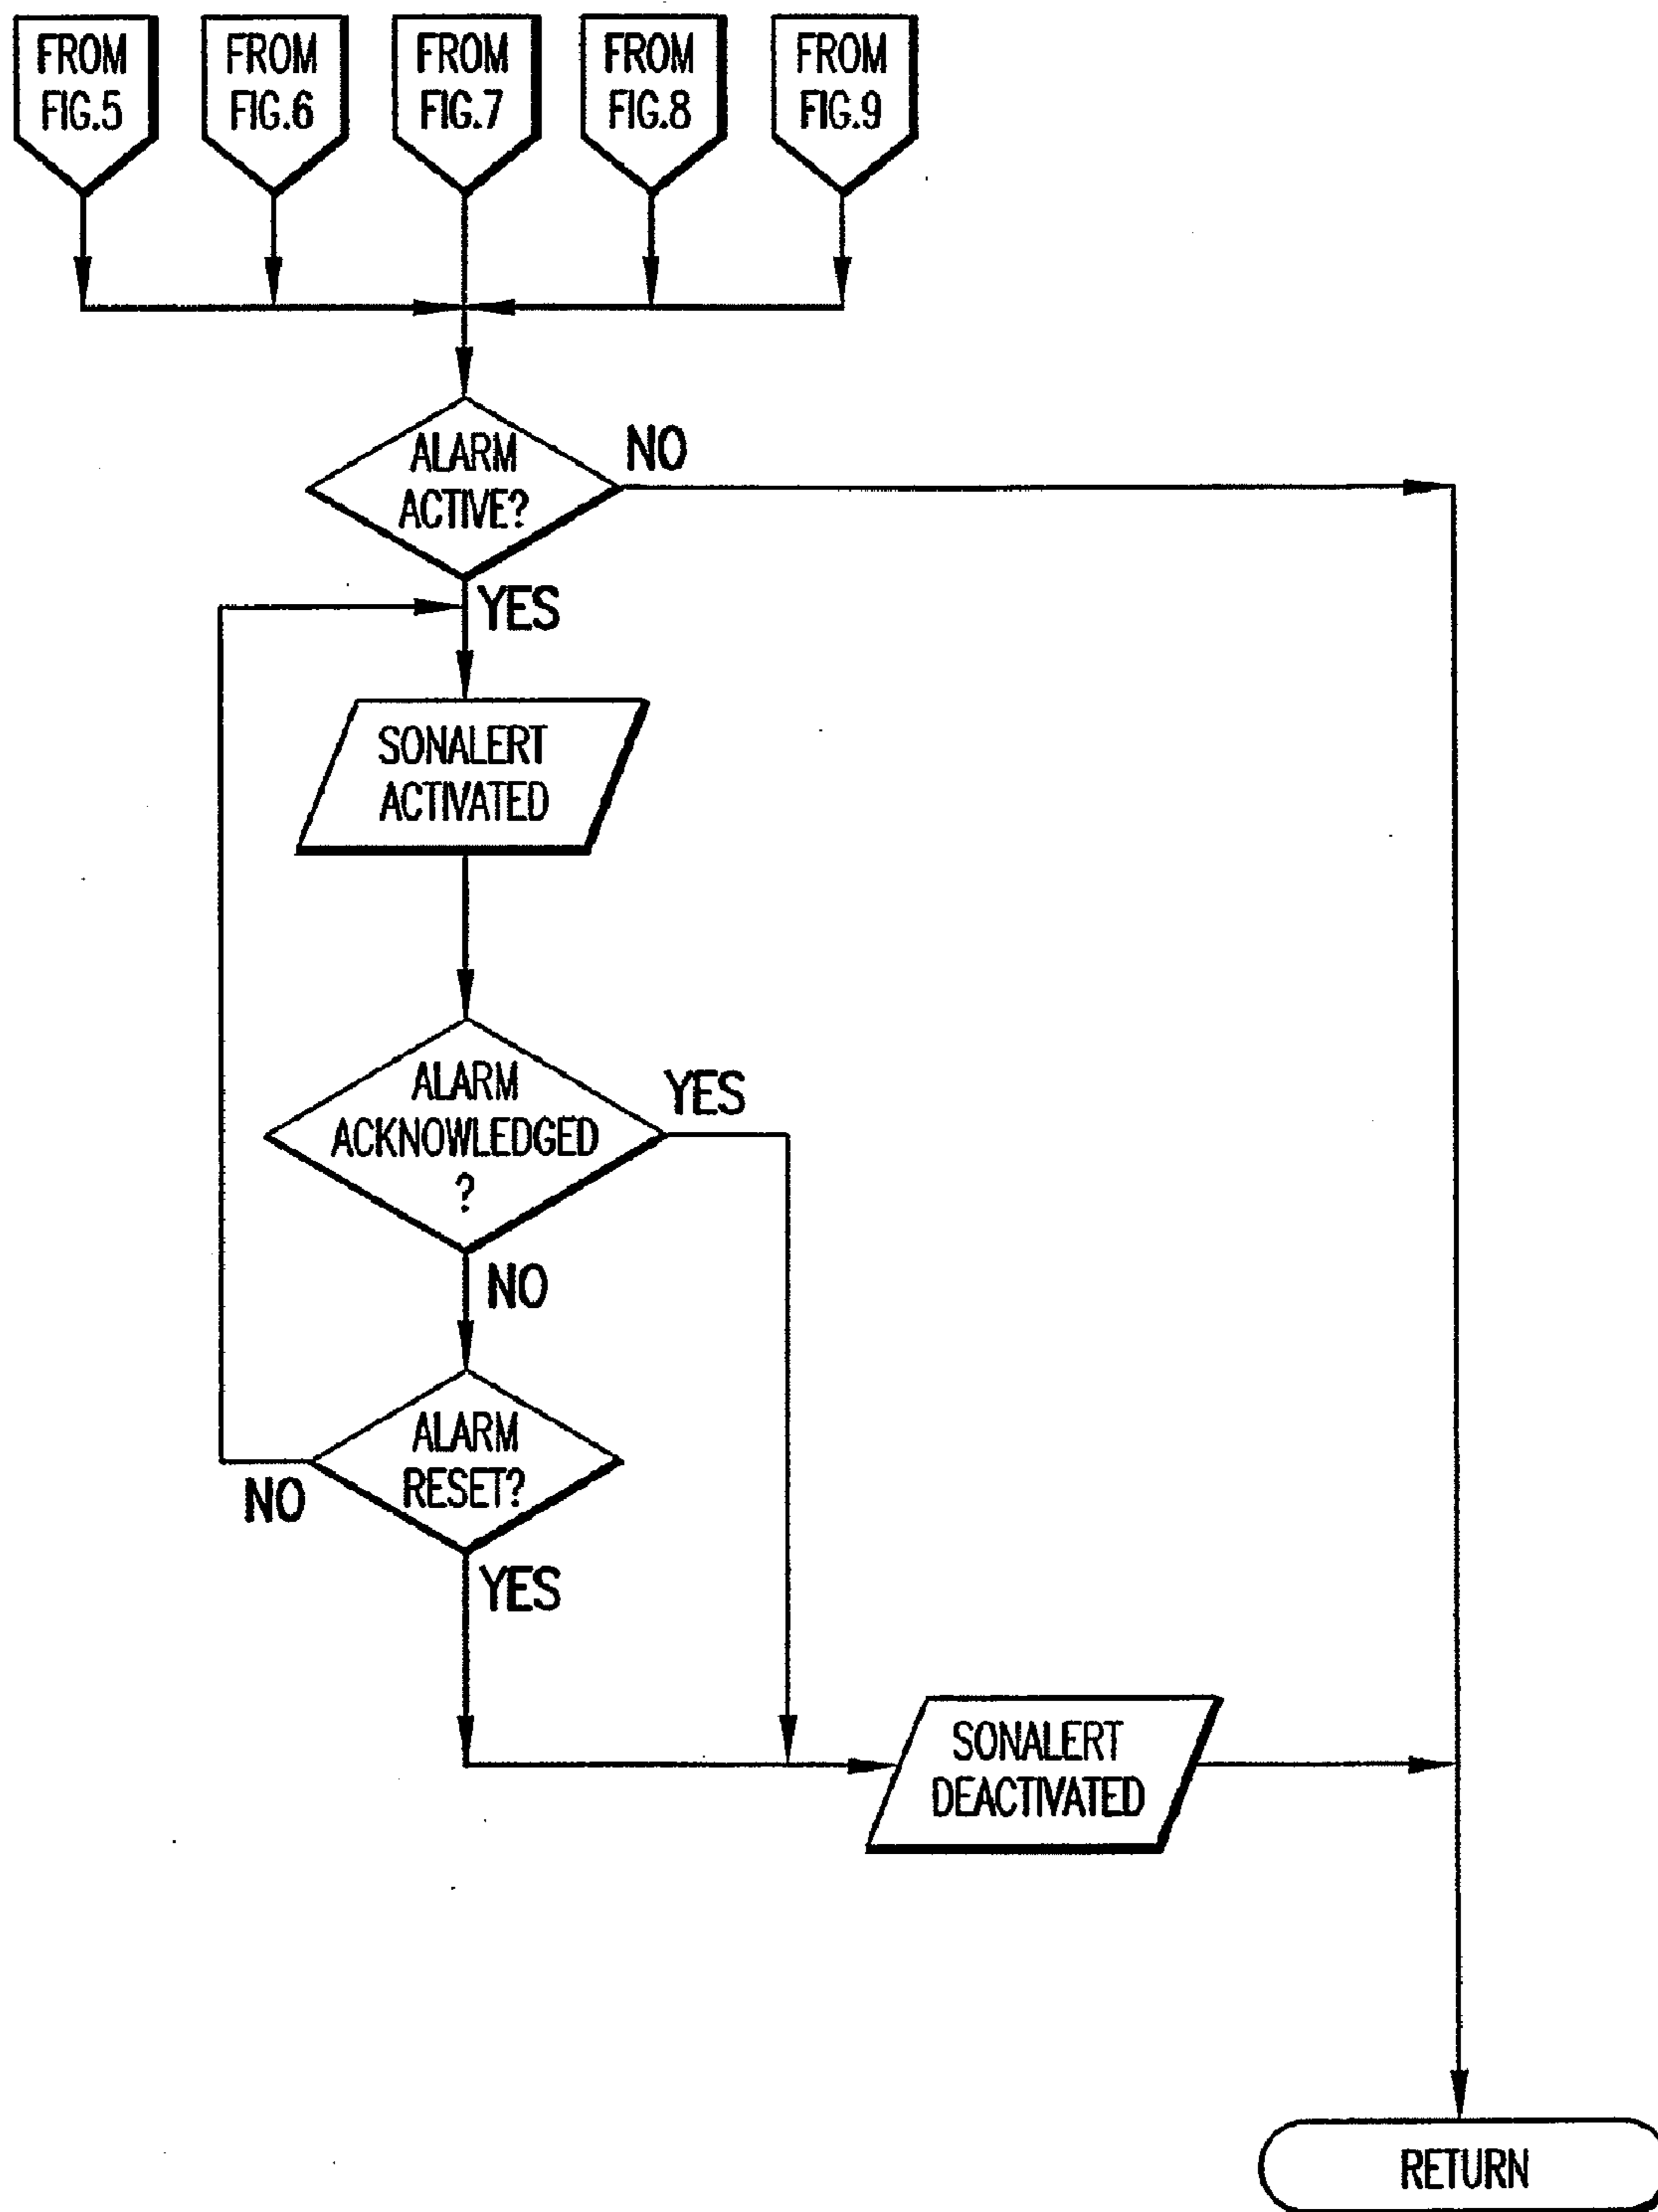 FROM
FIG.5
FROM
FIG.6
FROM
FIG.7
FROM
FIG.8
FROM
FIG.9
ALARM
ACTIVE?
NO
YES
SONALERT
ACTIVATED
ALARM
ACKNOWLEDGED
?
YES
NO
ALARM
RESET?
NO
YES
SONALERT
DEACTIVATED
RETURN